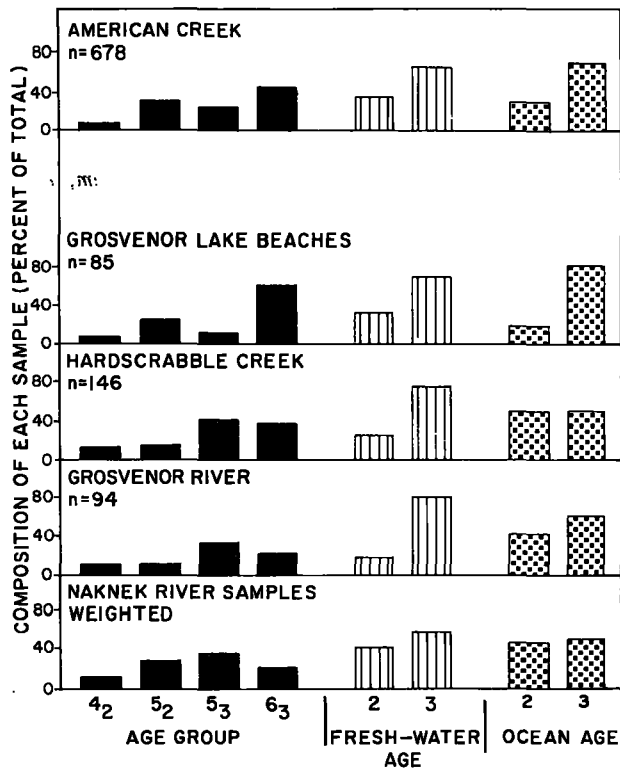 COMPOSITION OF EACH SAMPLE (PERCENT OF TOTAL)
AMERICAN CREEK
n=678
80
40
0
GROSVENOR LAKE BEACHES
n=85
80
40
0
HARDSCRABBLE CREEK
n=146
80
40
0
GROSVENOR RIVER
n=94
80
40
0
NAKNEK RIVER SAMPLES
WEIGHTED
80
40
0
4₂ 5₂ 5₃ 6₃ 2 3 2 3
AGE GROUP FRESH-WATER AGE OCEAN AGE